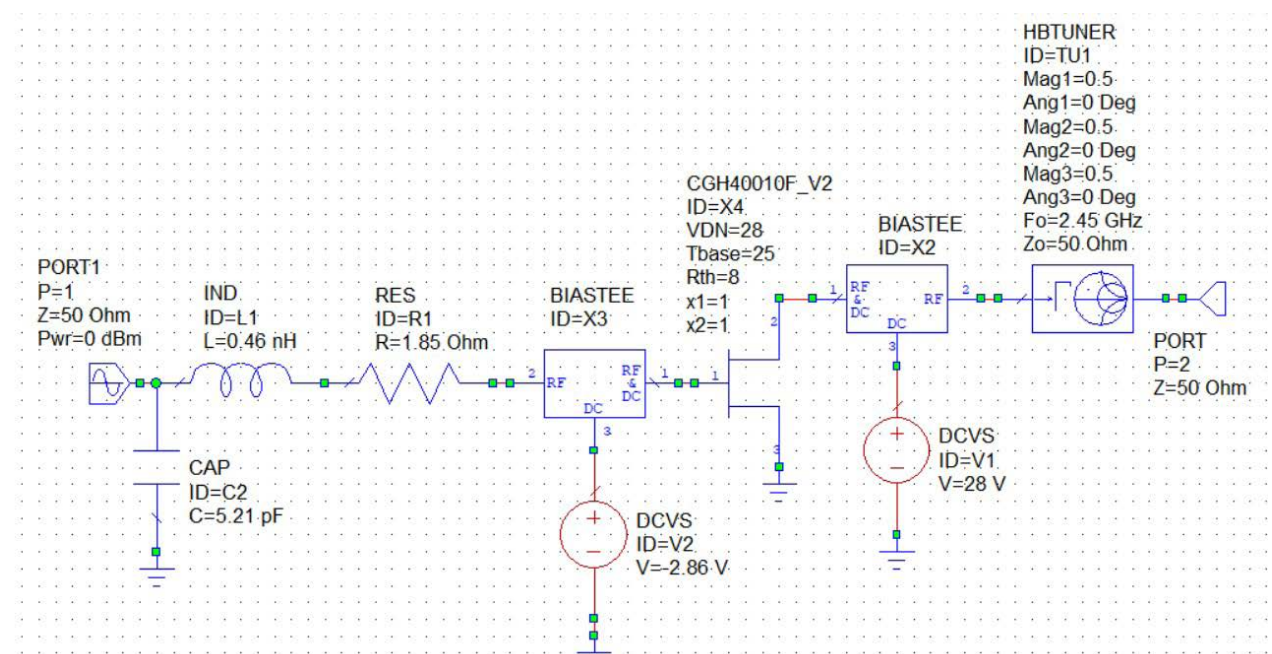 HBTUNER
ID=TU1
Mag1=0.5
Ang1=0 Deg
Mag2=0.5
Ang2=0 Deg
Mag3=0.5
Ang3=0 Deg
Fo=2.45 GHz
Zo=50 Ohm
CGH40010F_V2
ID=X4
VDN=28
Tbase=25
Rth=8
x1=1
x2=1
BIASTEE
ID=X2
1
RF
&
DC
RF
2
DC
3
PORT1
P=1
Z=50 Ohm
Pwr=0 dBm
IND
ID=L1
L=0.46 nH
RES
ID=R1
R=1.85 Ohm
BIASTEE
ID=X3
2
RF
RF
&
DC
1
DC
3
1
2
3
PORT
P=2
Z=50 Ohm
CAP
ID=C2
C=5.21 pF
DCVS
ID=V2
V=-2.86 V
DCVS
ID=V1
V=28 V